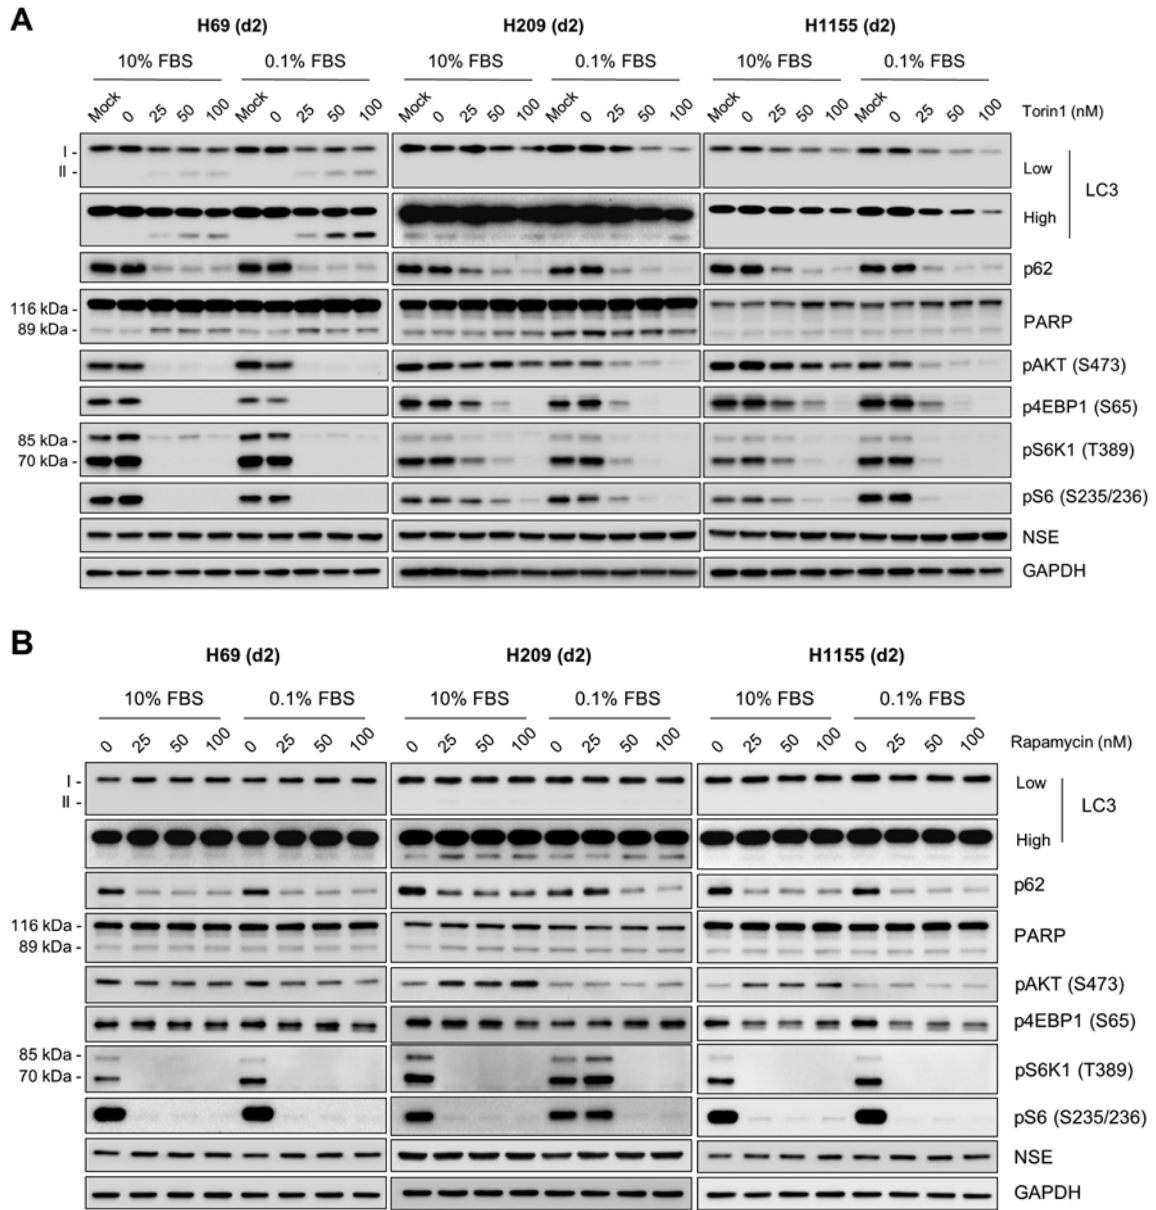 A
H69 (d2) H209 (d2) H1155 (d2)
10% FBS 0.1% FBS 10% FBS 0.1% FBS 10% FBS 0.1% FBS
Mock 0 25 50 100 Mock 0 25 50 100 Mock 0 25 50 100 Mock 0 25 50 100 Mock 0 25 50 100 Mock 0 25 50 100 Torin1 (nM)
I -
II - Low
LC3
High
p62
116 kDa -
89 kDa - PARP
pAKT (S473)
p4EBP1 (S65)
85 kDa -
70 kDa - pS6K1 (T389)
pS6 (S235/236)
NSE
GAPDH
B
H69 (d2) H209 (d2) H1155 (d2)
10% FBS 0.1% FBS 10% FBS 0.1% FBS 10% FBS 0.1% FBS
0 25 50 100 0 25 50 100 0 25 50 100 0 25 50 100 0 25 50 100 0 25 50 100 Rapamycin (nM)
I - Low
II - LC3
High
p62
116 kDa -
89 kDa - PARP
pAKT (S473)
p4EBP1 (S65)
85 kDa -
70 kDa - pS6K1 (T389)
pS6 (S235/236)
NSE
GAPDH